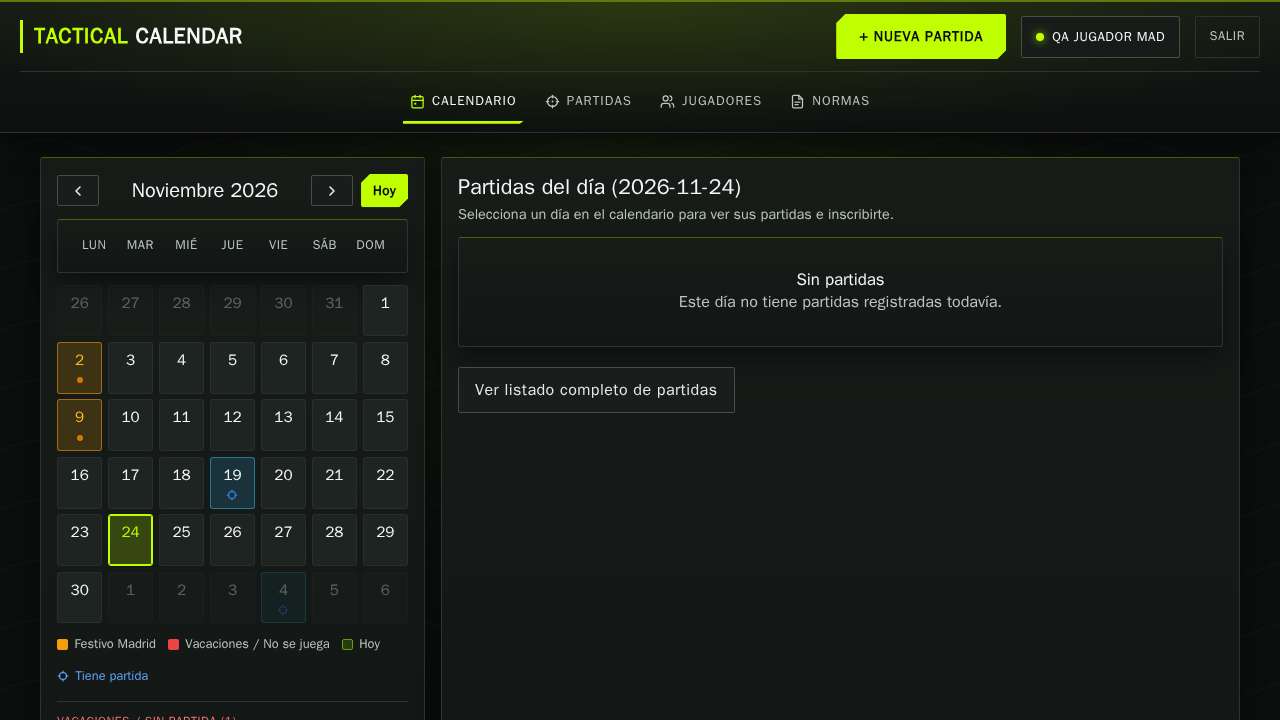 TACTICAL CALENDAR
+ NUEVA PARTIDA
QA JUGADOR MAD
SALIR
CALENDARIO
PARTIDAS
JUGADORES
NORMAS
Noviembre 2026
Hoy
LUN MAR MIÉ JUE VIE SÁB DOM
26 27 28 29 30 31 1
2 3 4 5 6 7 8
9 10 11 12 13 14 15
16 17 18 19 20 21 22
23 24 25 26 27 28 29
30 1 2 3 4 5 6
Festivo Madrid
Vacaciones / No se juega
Hoy
Tiene partida
VACACIONES / SIN PARTIDA (1)
Partidas del día (2026-11-24)
Selecciona un día en el calendario para ver sus partidas e inscribirte.
Sin partidas
Este día no tiene partidas registradas todavía.
Ver listado completo de partidas